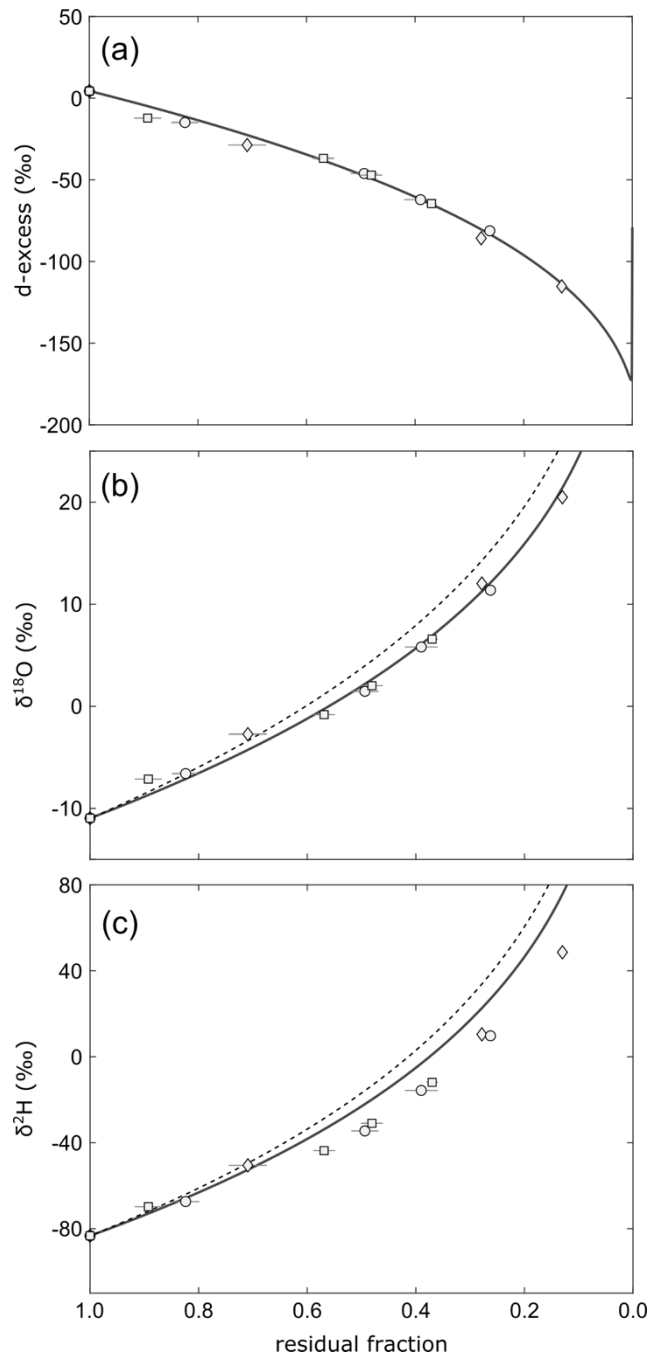 (a)
d-excess (‰)
50
0
-50
-100
-150
-200
(b)
δ¹⁸O (‰)
20
10
0
-10
(c)
δ²H (‰)
80
40
0
-40
-80
1.0 0.8 0.6 0.4 0.2 0.0
residual fraction